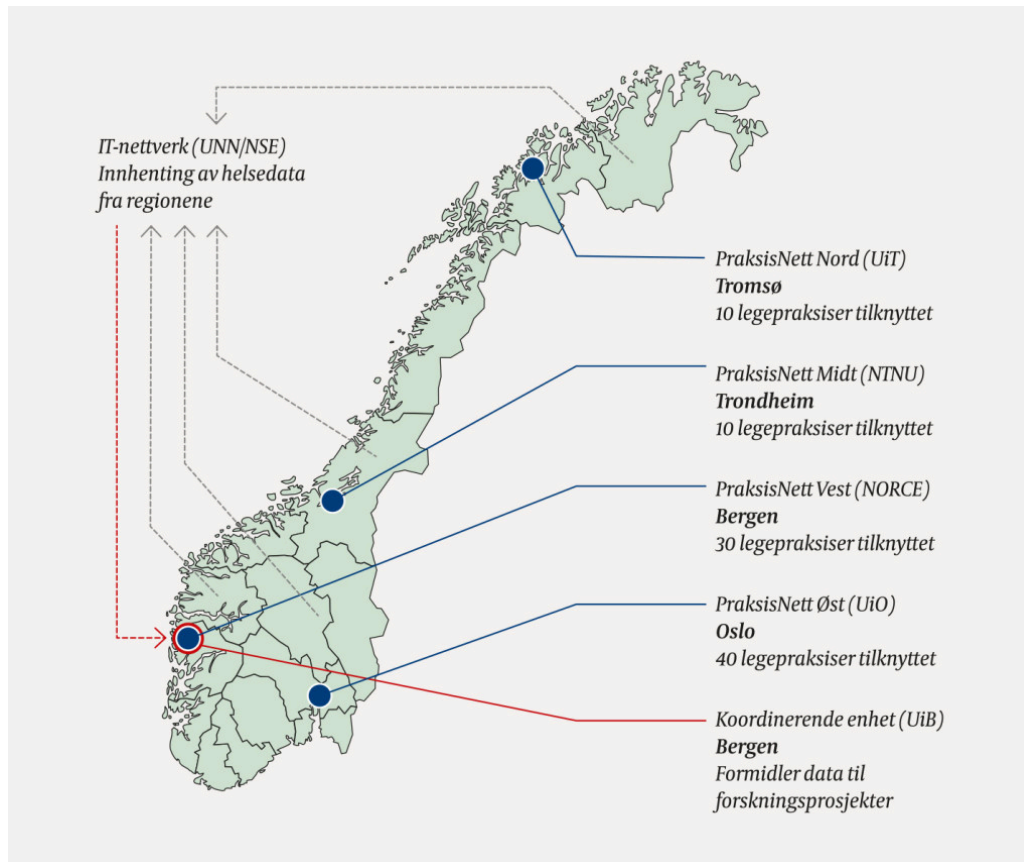 IT-nettverk (UNN/NSE)
Innhenting av helsedata
fra regionene
PraksisNett Nord (UiT)
Tromsø
10 legepraksiser tilknyttet
PraksisNett Midt (NTNU)
Trondheim
10 legepraksiser tilknyttet
PraksisNett Vest (NORCE)
Bergen
30 legepraksiser tilknyttet
PraksisNett Øst (UiO)
Oslo
40 legepraksiser tilknyttet
Koordinerende enhet (UiB)
Bergen
Formidler data til
forskningsprosjekter